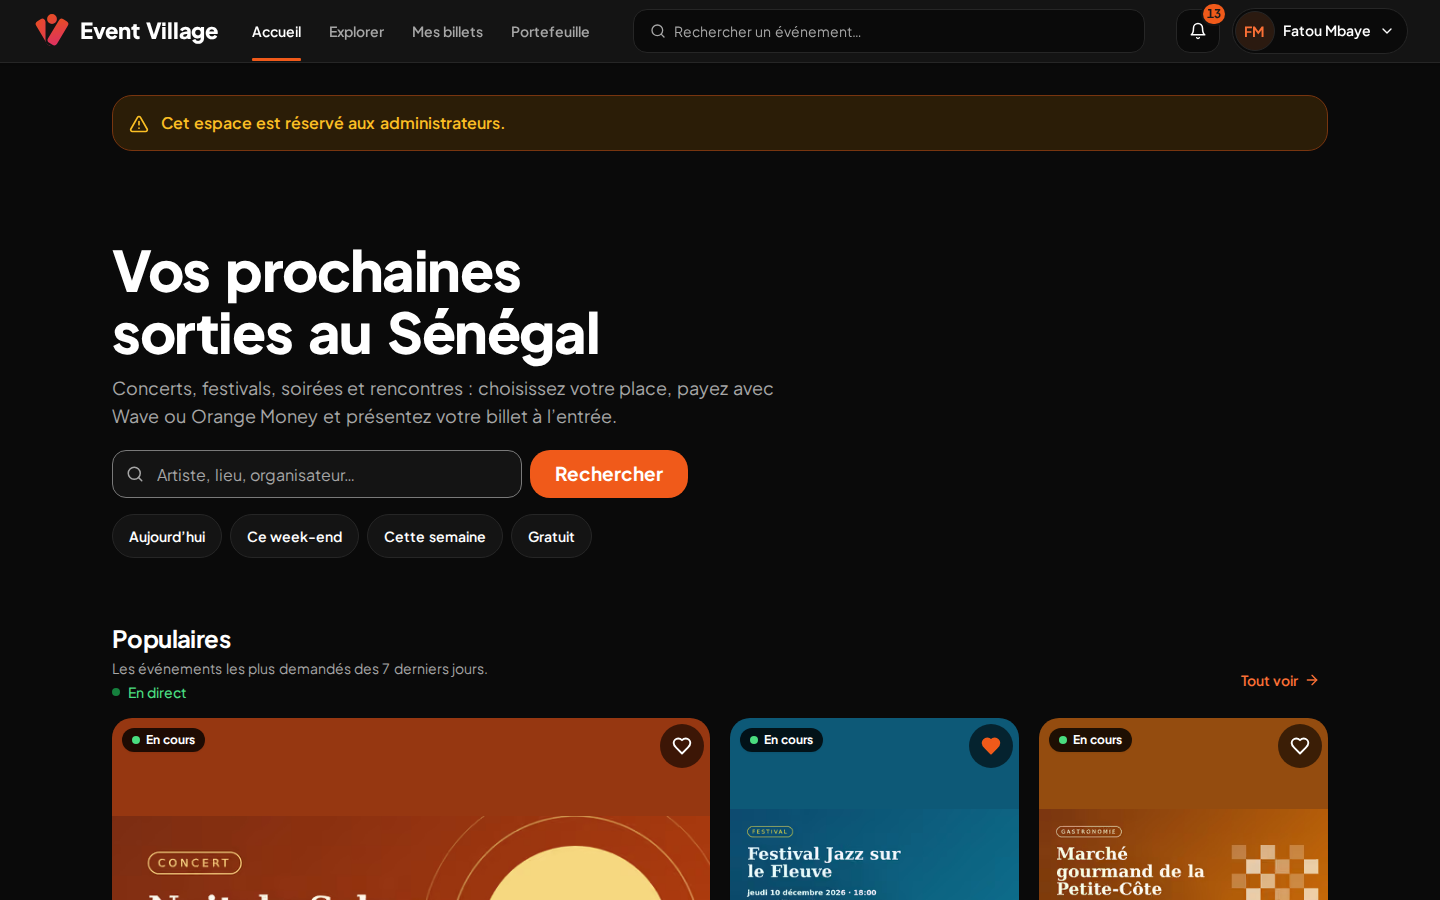 Event Village
Accueil
Explorer
Mes billets
Portefeuille
Rechercher un événement…
13
FM
Fatou Mbaye
Cet espace est réservé aux administrateurs.
Vos prochaines
sorties au Sénégal
Concerts, festivals, soirées et rencontres : choisissez votre place, payez avec
Wave ou Orange Money et présentez votre billet à l'entrée.
Artiste, lieu, organisateur…
Rechercher
Aujourd'hui
Ce week-end
Cette semaine
Gratuit
Populaires
Les événements les plus demandés des 7 derniers jours.
En direct
Tout voir
En cours
CONCERT
En cours
FESTIVAL
Festival Jazz sur
le Fleuve
Jeudi 10 décembre 2026 · 18:00
En cours
GASTRONOMIE
Marché
gourmand de la
Petite-Côte